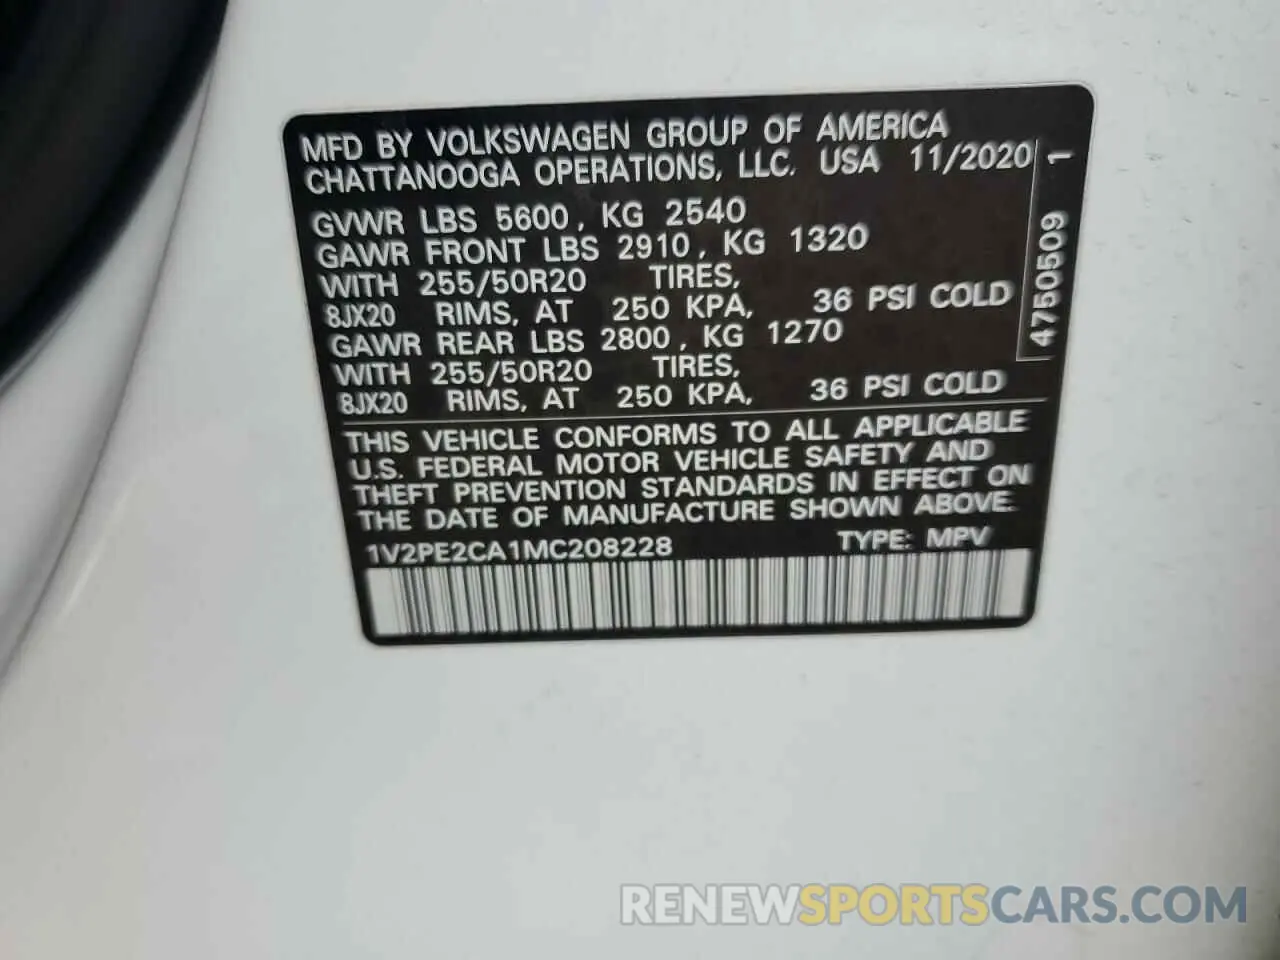 MFD BY VOLKSWAGEN GROUP OF AMERICA
CHATTANOOGA OPERATIONS, LLC. USA 11/2020
GVWR LBS 5600, KG 2540
GAWR FRONT LBS 2910, KG 1320
WITH 255/50R20 TIRES,
8JX20 RIMS, AT 250 KPA, 36 PSI COLD
GAWR REAR LBS 2800, KG 1270
WITH 255/50R20 TIRES,
8JX20 RIMS, AT 250 KPA, 36 PSI COLD
4750509 1
THIS VEHICLE CONFORMS TO ALL APPLICABLE
U.S. FEDERAL MOTOR VEHICLE SAFETY AND
THEFT PREVENTION STANDARDS IN EFFECT ON
THE DATE OF MANUFACTURE SHOWN ABOVE.
1V2PE2CA1MC208228 TYPE: MPV
RENEWSPORTSCARS.COM